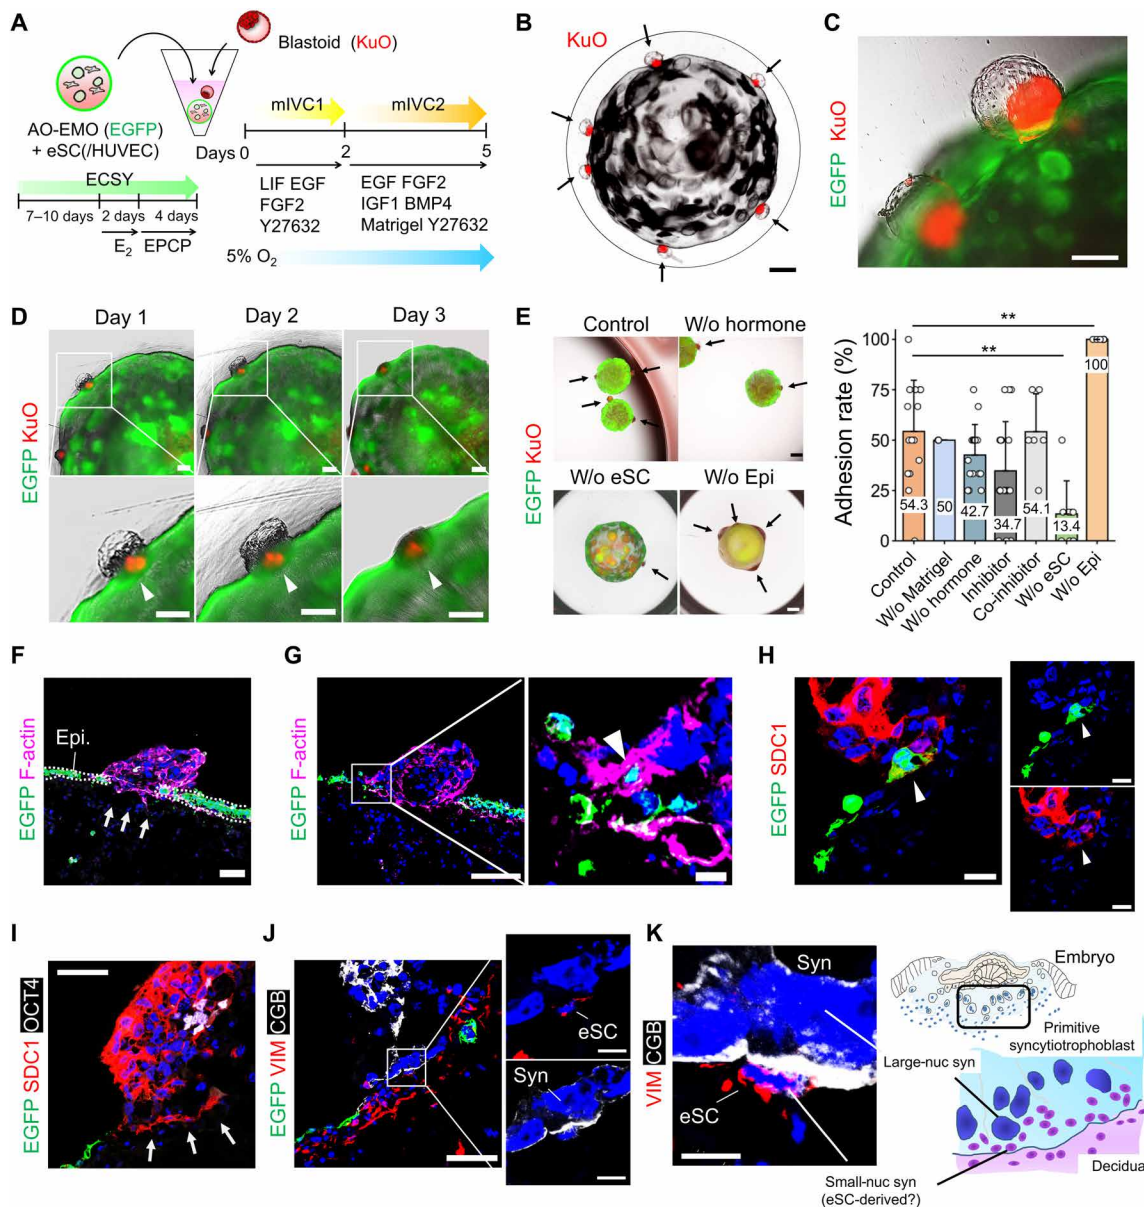 A
Blastoid (KuO)
AO-EMO (EGFP)
+ eSC(/HUVEC)
mIVC1
mIVC2
Days 0
2
5
ECSY
7–10 days
2 days
4 days
E2
EPCP
LIF EGF
FGF2
Y27632
EGF FGF2
IGF1 BMP4
Matrigel Y27632
5% O2
B
KuO
C
EGFP KuO
D
Day 1
Day 2
Day 3
EGFP KuO
E
Control
W/o hormone
W/o eSC
W/o Epi
EGFP KuO
Adhesion rate (%)
100
75
50
25
0
**
**
54.3
50
42.7
34.7
54.1
13.4
100
Control
W/o Matrigel
W/o hormone
Inhibitor
Co-inhibitor
W/o eSC
W/o Epi
F
EGFP F-actin
Epi.
G
EGFP F-actin
H
EGFP SDC1
I
EGFP SDC1 OCT4
J
EGFP VIM CGB
eSC
Syn
K
VIM CGB
Syn
eSC
Embryo
Primitive
syncytiotrophoblast
Large-nuc syn
Decidua
Small-nuc syn
(eSC-derived?)